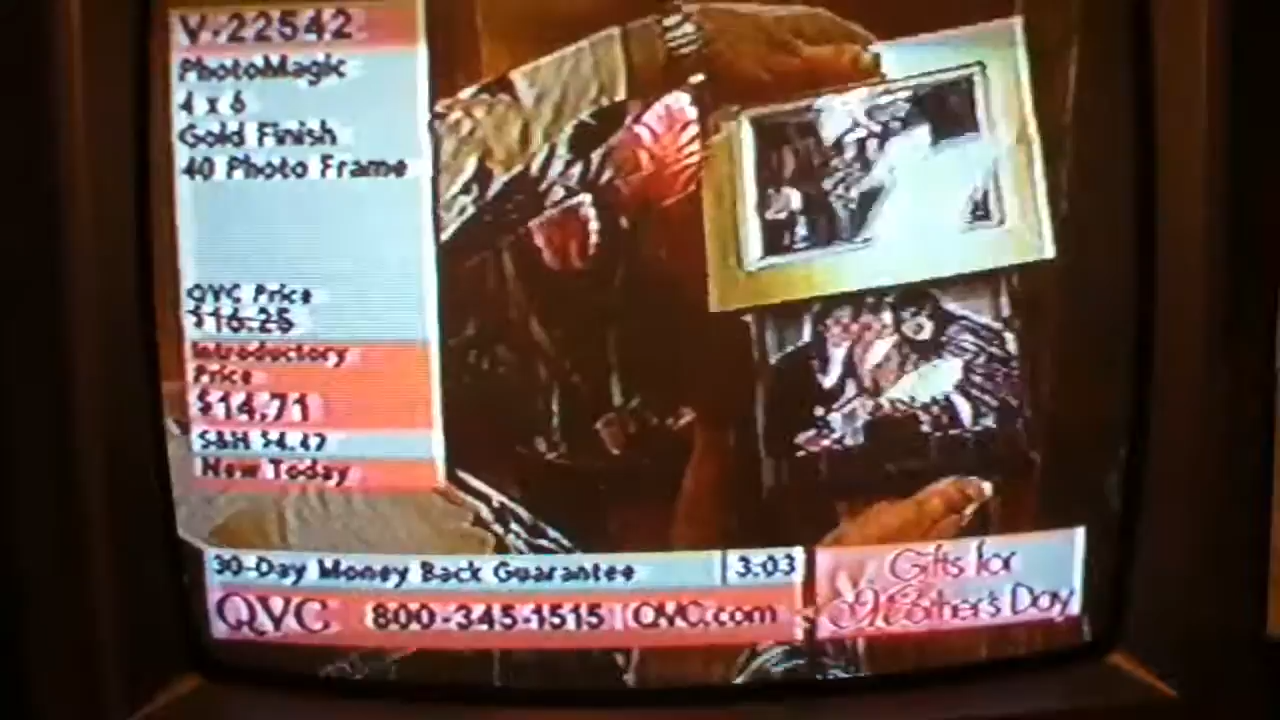 V-22542
PhotoMagic
4 x 6
Gold Finish
40 Photo Frame
QVC Price
$16.25
Introductory
Price
$14.71
S&H $4.47
New Today
30-Day Money Back Guarantee
3:03
QVC 800-345-1515 QVC.com
Gifts for
Mother's Day